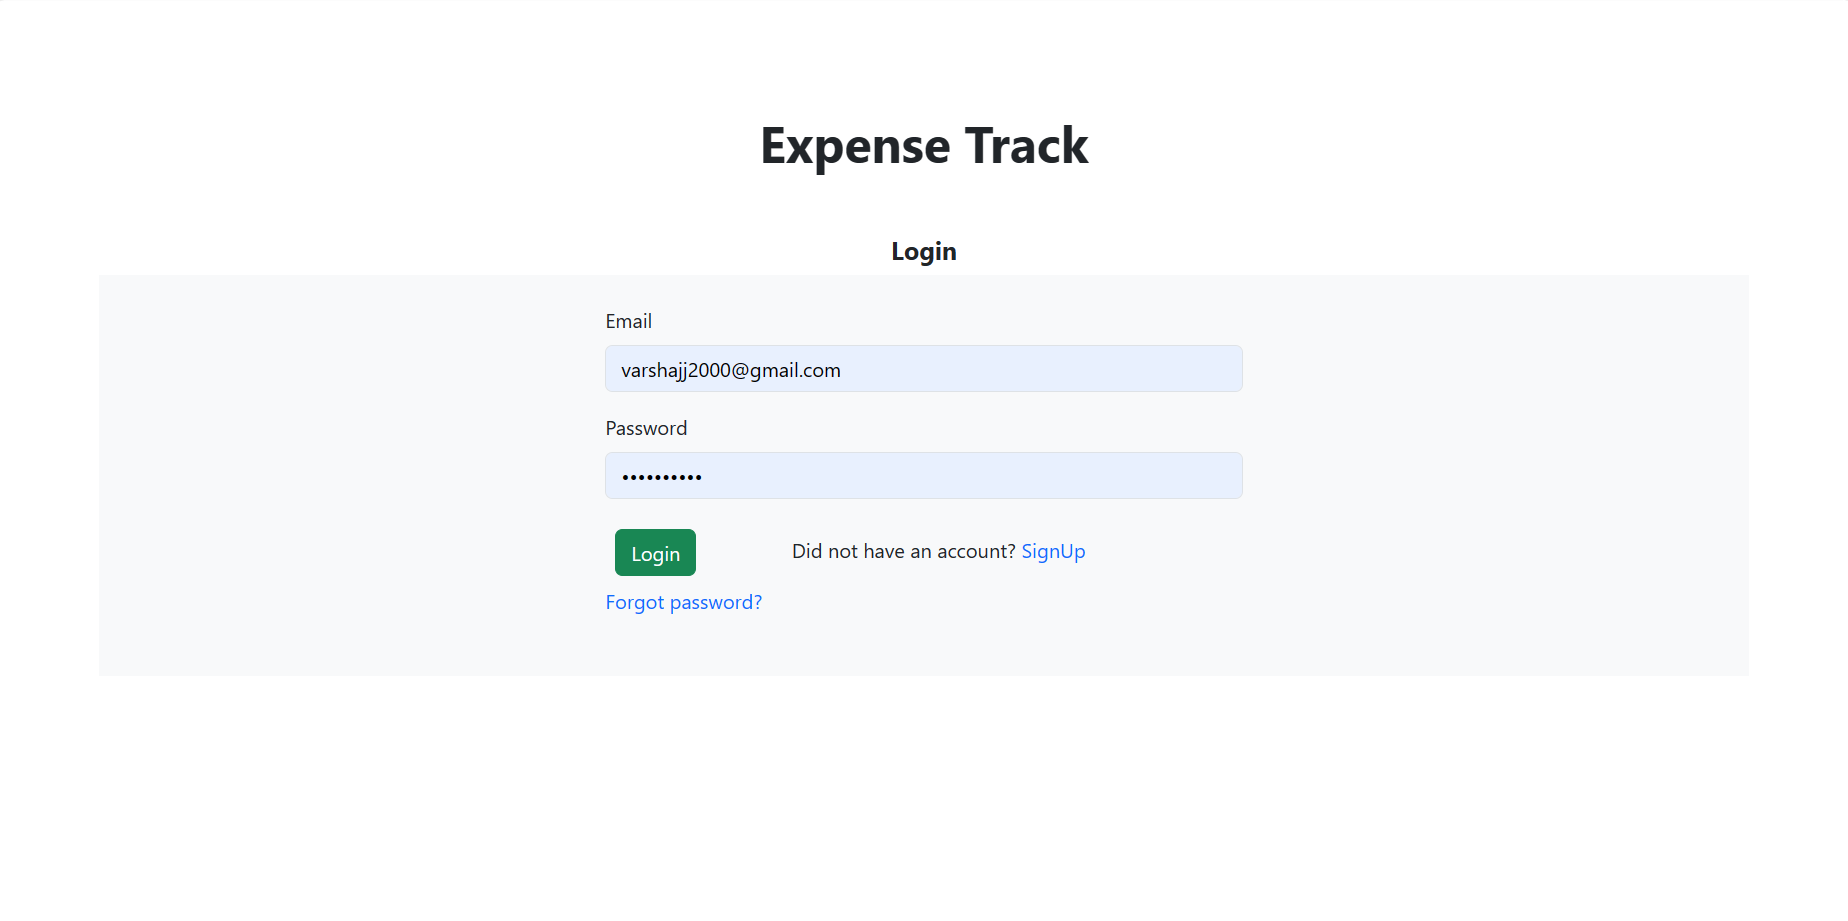 Expense Track
Login
Email
varshajj2000@gmail.com
Password
••••••••••
Login
Did not have an account? SignUp
Forgot password?